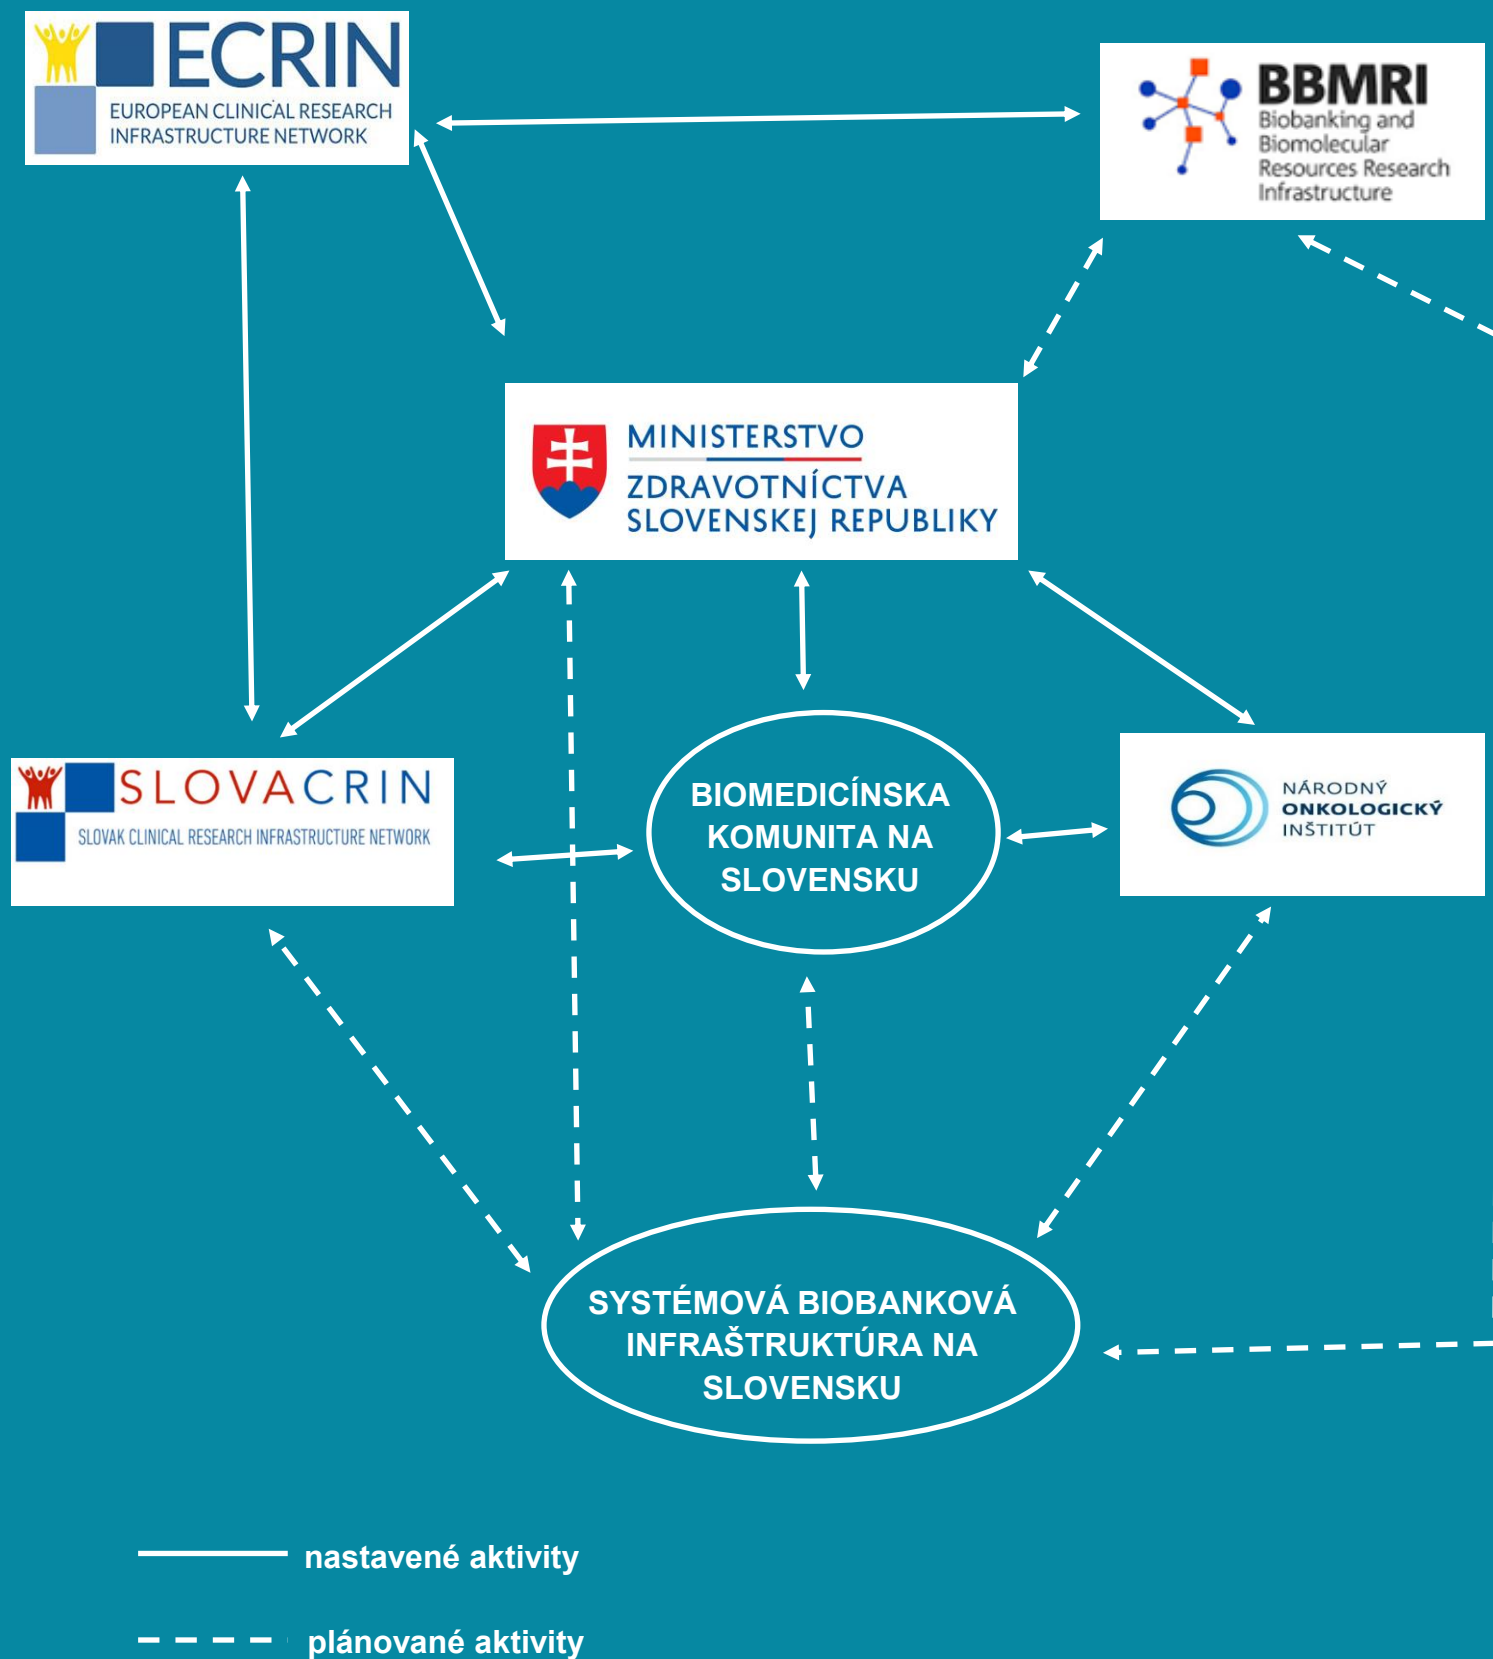 ECRIN
EUROPEAN CLINICAL RESEARCH
INFRASTRUCTURE NETWORK
BBMRI
Biobanking and
Biomolecular
Resources Research
Infrastructure
MINISTERSTVO
ZDRAVOTNÍCTVA
SLOVENSKEJ REPUBLIKY
SLOVACRIN
SLOVAK CLINICAL RESEARCH INFRASTRUCTURE NETWORK
BIOMEDICÍNSKA
KOMUNITA NA
SLOVENSKU
NÁRODNÝ
ONKOLOGICKÝ
INŠTITÚT
SYSTÉMOVÁ BIOBANKOVÁ
INFRAŠTRUKTÚRA NA
SLOVENSKU
nastavené aktivity
plánované aktivity